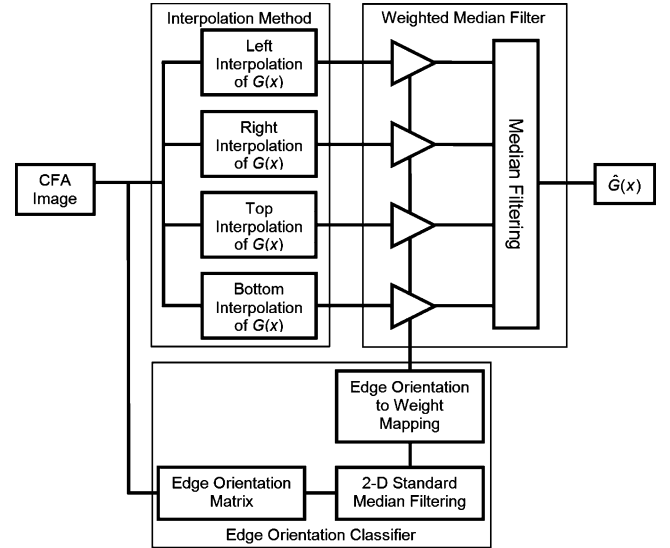 Interpolation Method
Weighted Median Filter
Left
Interpolation
of G(x)
Right
Interpolation
of G(x)
Top
Interpolation
of G(x)
Bottom
Interpolation
of G(x)
CFA
Image
Median Filtering
Ĝ(x)
Edge Orientation
to Weight
Mapping
Edge Orientation
Matrix
2-D Standard
Median Filtering
Edge Orientation Classifier